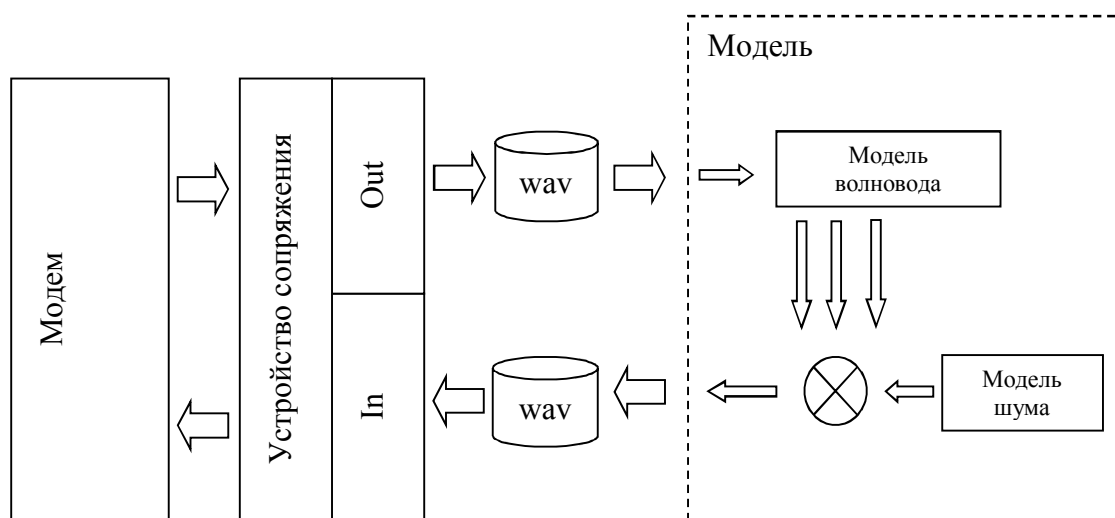 Модель
Модем
Устройство сопряжения
Out
In
wav
wav
Модель
волновода
Модель
шума